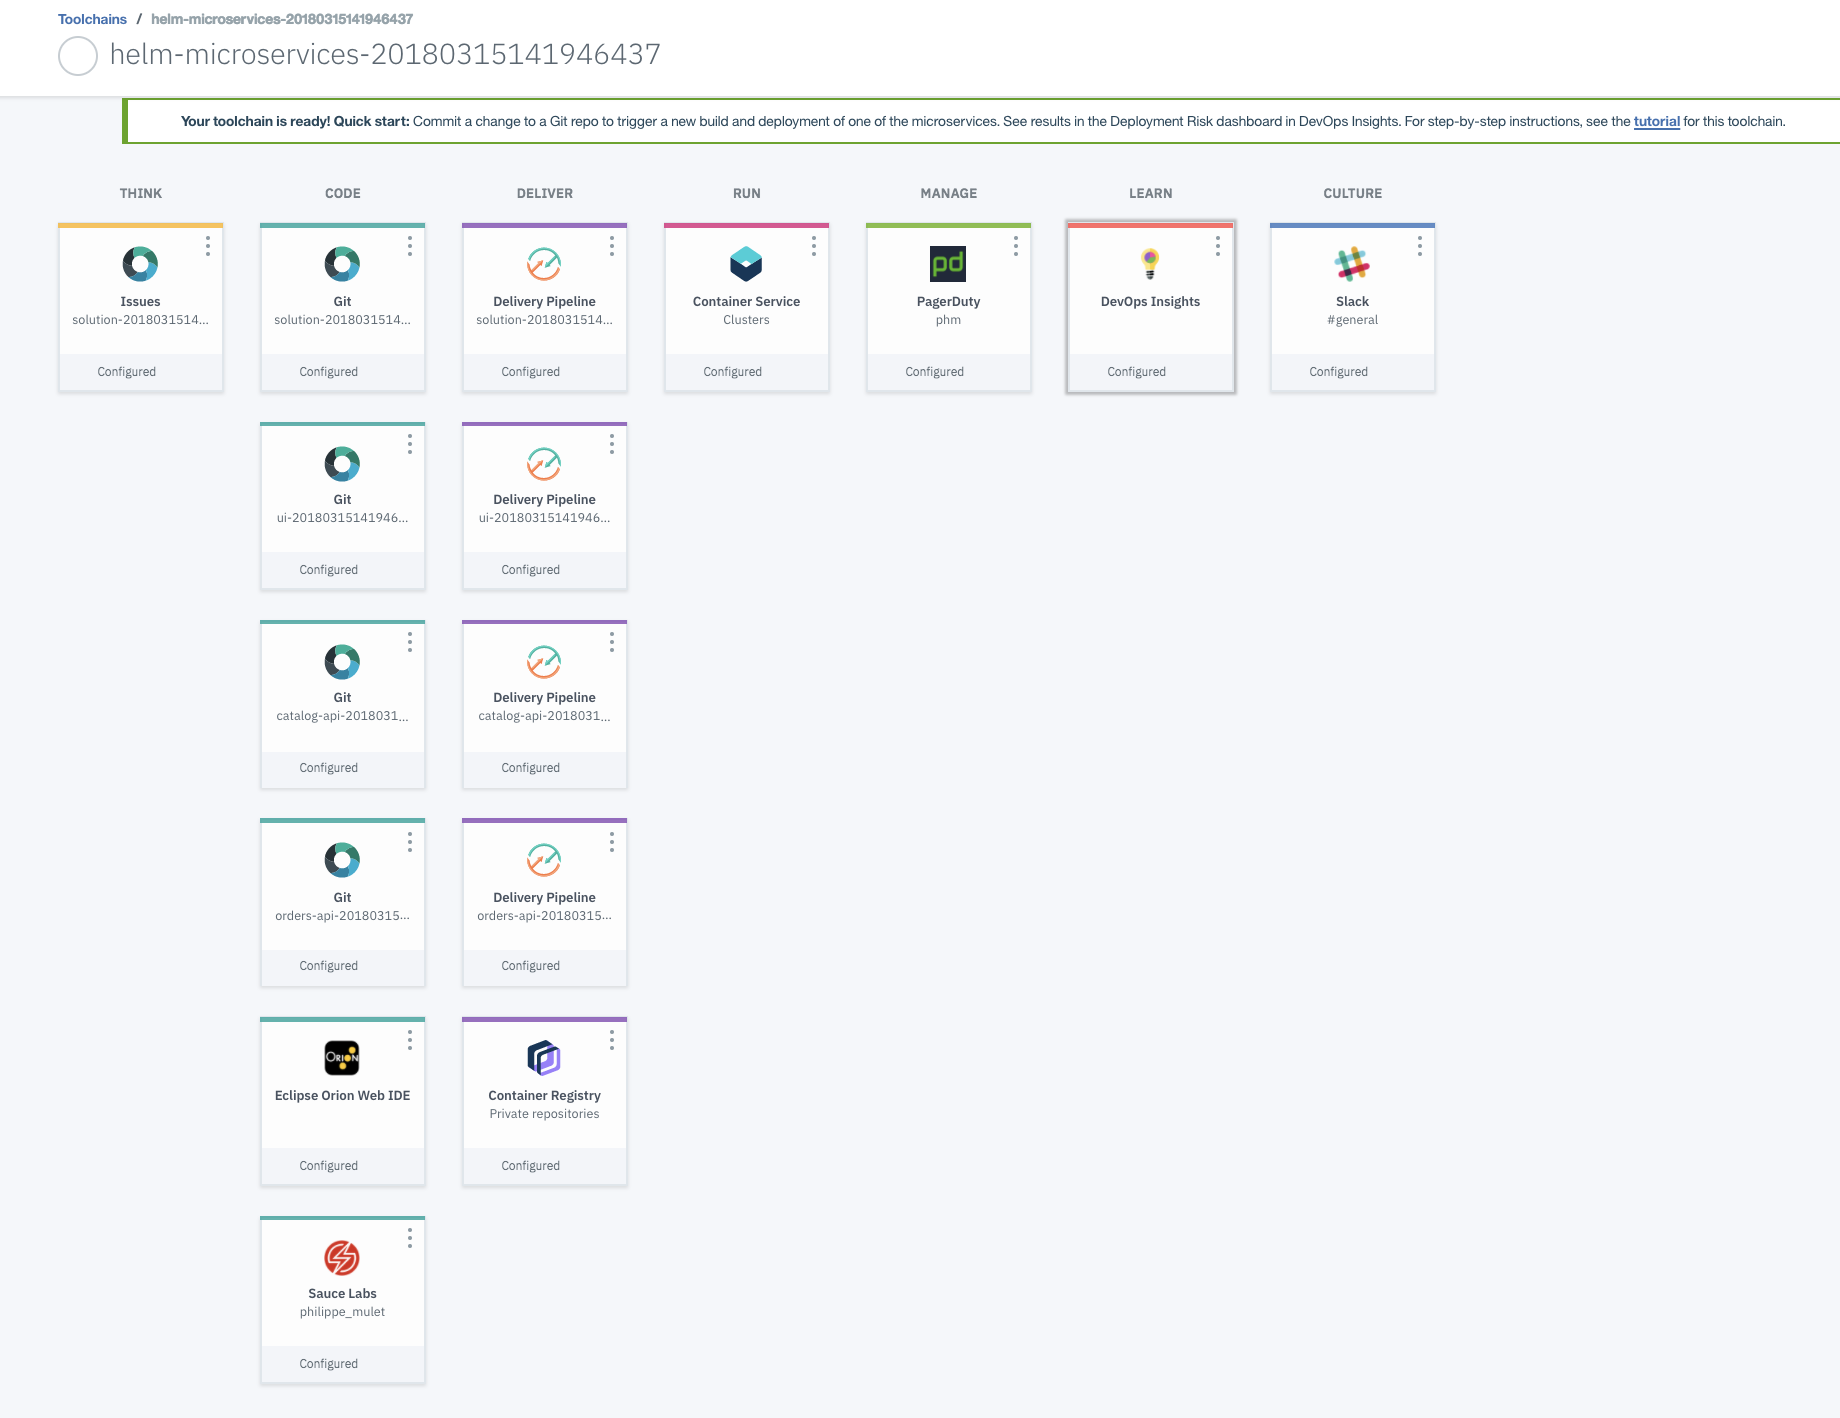 Toolchains / helm-microservices-20180315141946437
helm-microservices-20180315141946437
Your toolchain is ready! Quick start: Commit a change to a Git repo to trigger a new build and deployment of one of the microservices. See results in the Deployment Risk dashboard in DevOps Insights. For step-by-step instructions, see the tutorial for this toolchain.
THINK
CODE
DELIVER
RUN
MANAGE
LEARN
CULTURE
Issues
solution-2018031514...
Configured
Git
solution-2018031514...
Configured
Delivery Pipeline
solution-2018031514...
Configured
Container Service
Clusters
Configured
pd
PagerDuty
phm
Configured
DevOps Insights
Configured
Slack
#general
Configured
Git
ui-20180315141946...
Configured
Delivery Pipeline
ui-20180315141946...
Configured
Git
catalog-api-2018031...
Configured
Delivery Pipeline
catalog-api-2018031...
Configured
Git
orders-api-20180315...
Configured
Delivery Pipeline
orders-api-20180315...
Configured
ORION
Eclipse Orion Web IDE
Configured
Container Registry
Private repositories
Configured
Sauce Labs
philippe_mulet
Configured